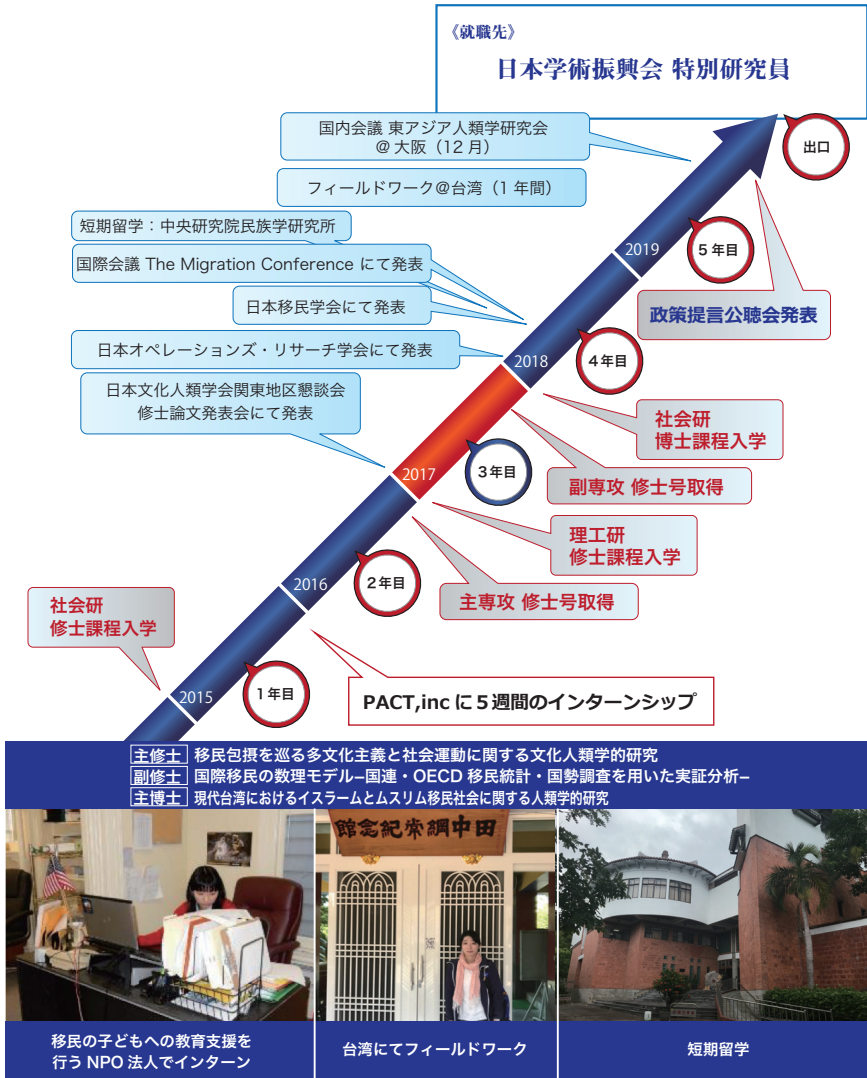 《就職先》
日本学術振興会 特別研究員
国内会議 東アジア人類学研究会
@ 大阪（12 月）
出口
フィールドワーク@台湾（1 年間）
短期留学：中央研究院民族学研究所
2019
5 年目
国際会議 The Migration Conference にて発表
日本移民学会にて発表
政策提言公聴会発表
日本オペレーションズ・リサーチ学会にて発表
2018
4 年目
日本文化人類学会関東地区懇談会
修士論文発表会にて発表
社会研
博士課程入学
2017
3 年目
副専攻 修士号取得
理工研
修士課程入学
2016
2 年目
主専攻 修士号取得
社会研
修士課程入学
2015
1 年目
PACT,inc に 5 週間のインターンシップ
主修士 移民包摂を巡る多文化主義と社会運動に関する文化人類学的研究
副修士 国際移民の数理モデル–国連・OECD 移民統計・国勢調査を用いた実証分析–
主博士 現代台湾におけるイスラームとムスリム移民社会に関する人類学的研究
館念紀常綱中田
移民の子どもへの教育支援を
行う NPO 法人でインターン
台湾にてフィールドワーク
短期留学